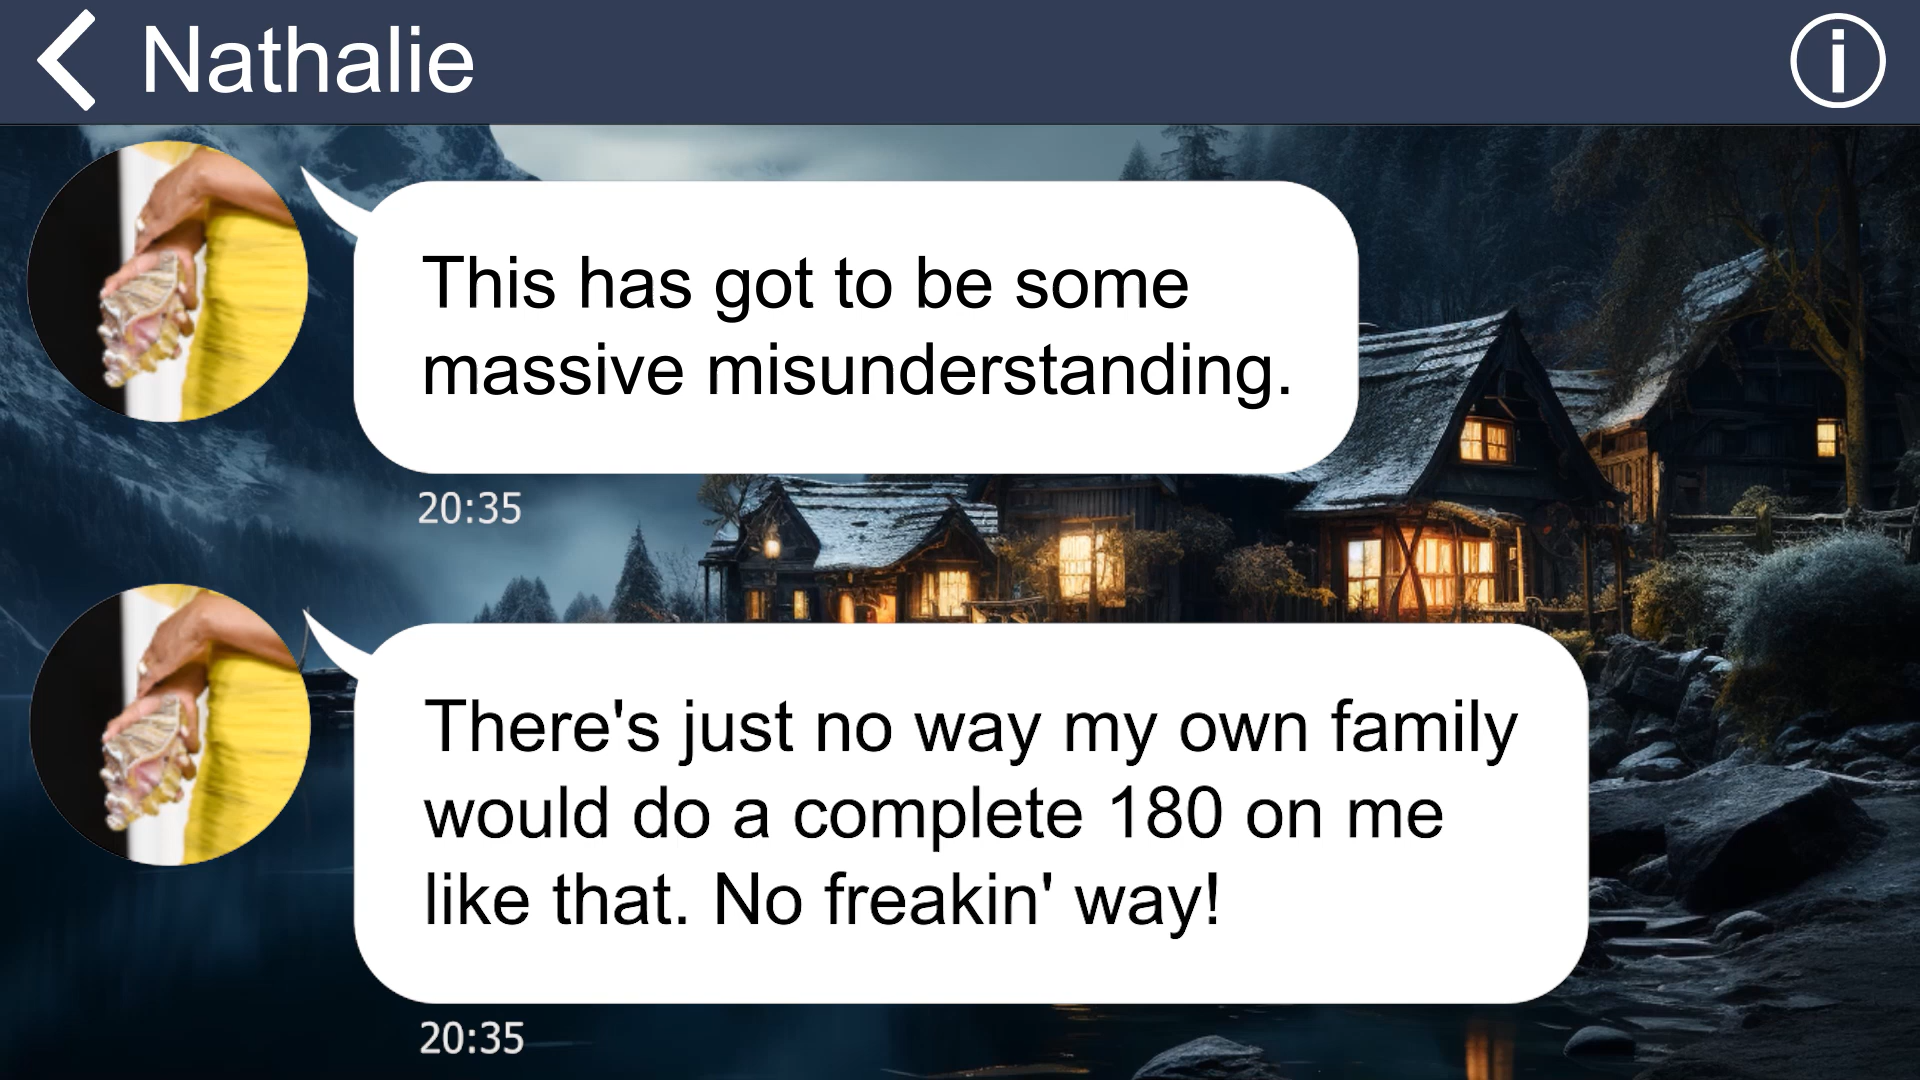 Nathalie
This has got to be some
massive misunderstanding.
20:35
There's just no way my own family
would do a complete 180 on me
like that. No freakin' way!
20:35